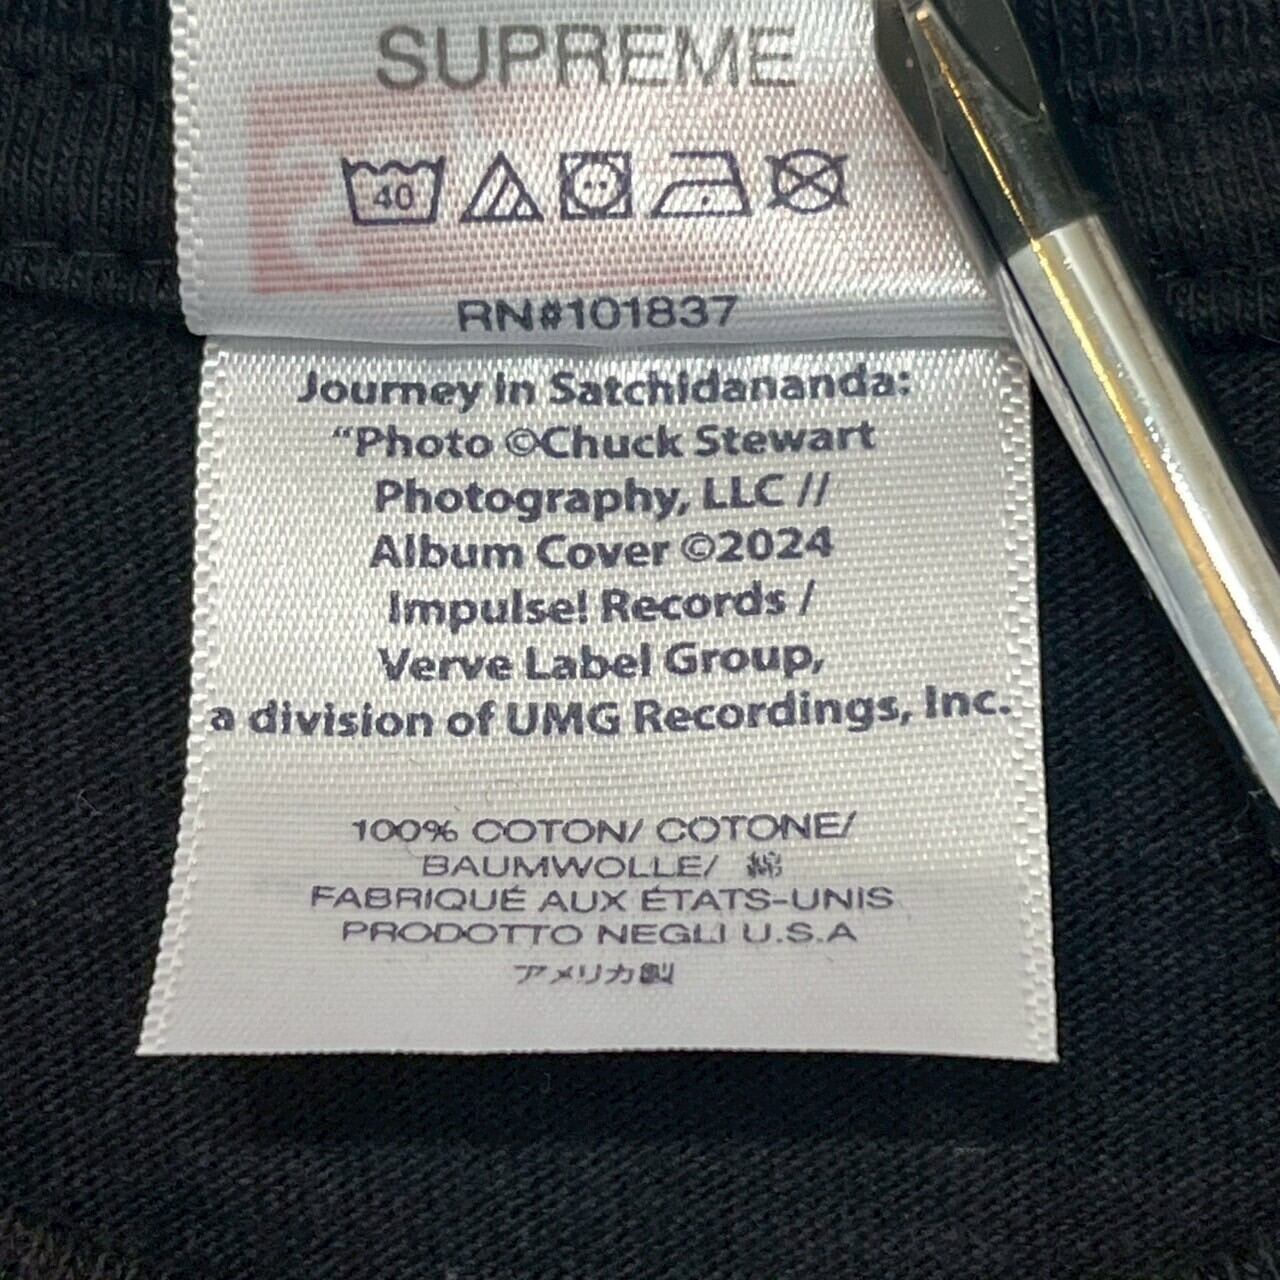 SUPREME
40
RN#101837
Journey in Satchidananda:
“Photo ©Chuck Stewart
Photography, LLC //
Album Cover ©2024
Impulse! Records /
Verve Label Group,
a division of UMG Recordings, Inc.
100% COTON/ COTONE/
BAUMWOLLE/ 綿
FABRIQUÉ AUX ÉTATS-UNIS
PRODOTTO NEGLI U.S.A
アメリカ製